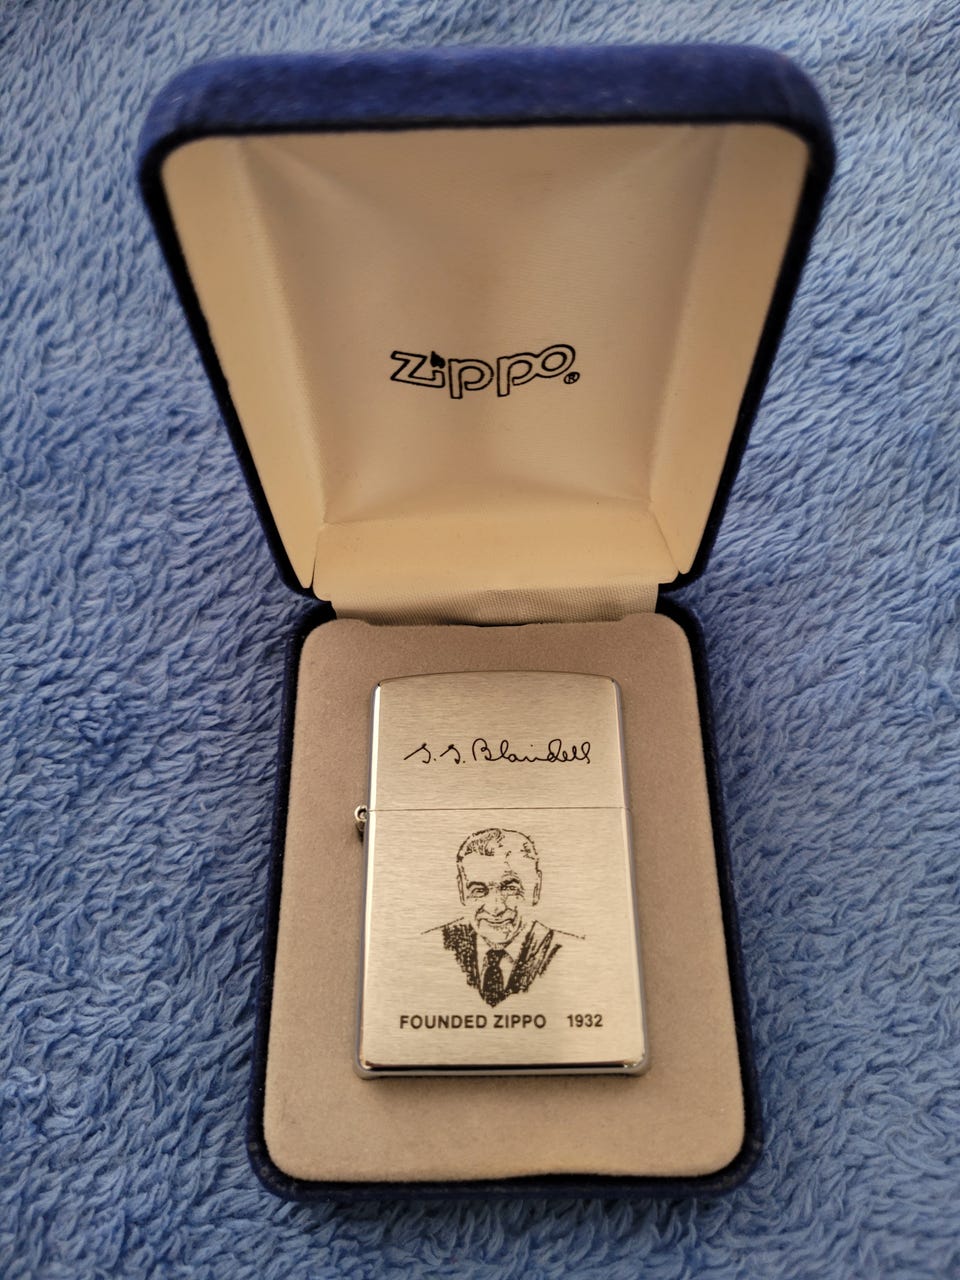 Zippo®
G.G. Blaisdell
FOUNDED ZIPPO 1932